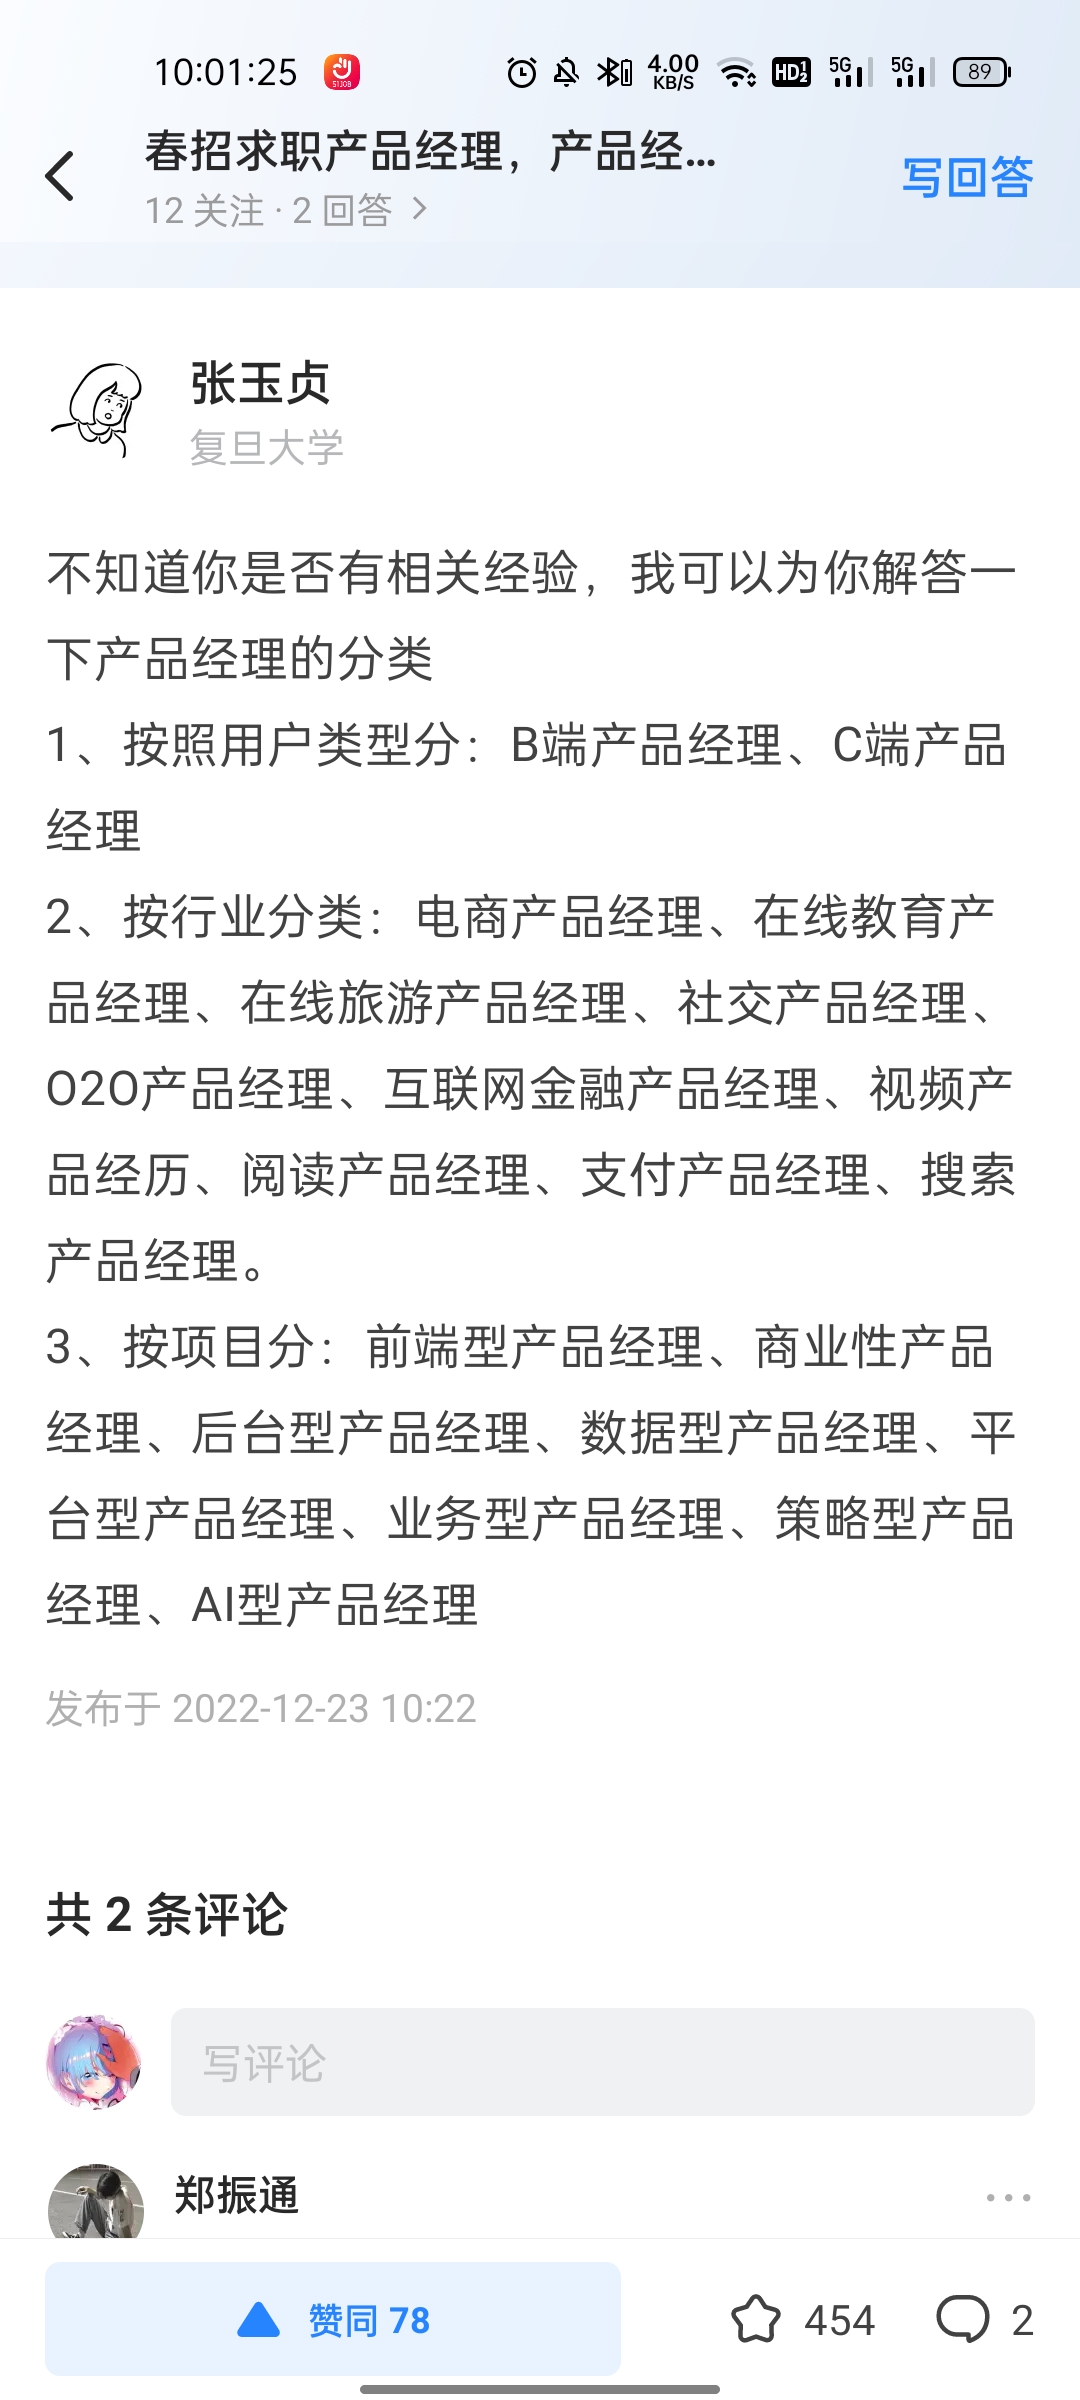 10:01:25
51JOB
4.00
KB/S
HD 1 2
5G
5G
89
春招求职产品经理，产品经...
12 关注 · 2 回答 >
写回答
张玉贞
复旦大学
不知道你是否有相关经验，我可以为你解答一
下产品经理的分类
1、按照用户类型分：B端产品经理、C端产品
经理
2、按行业分类：电商产品经理、在线教育产
品经理、在线旅游产品经理、社交产品经理、
O2O产品经理、互联网金融产品经理、视频产
品经历、阅读产品经理、支付产品经理、搜索
产品经理。
3、按项目分：前端型产品经理、商业性产品
经理、后台型产品经理、数据型产品经理、平
台型产品经理、业务型产品经理、策略型产品
经理、AI型产品经理
发布于 2022-12-23 10:22
共 2 条评论
写评论
郑振通
赞同 78
454
2